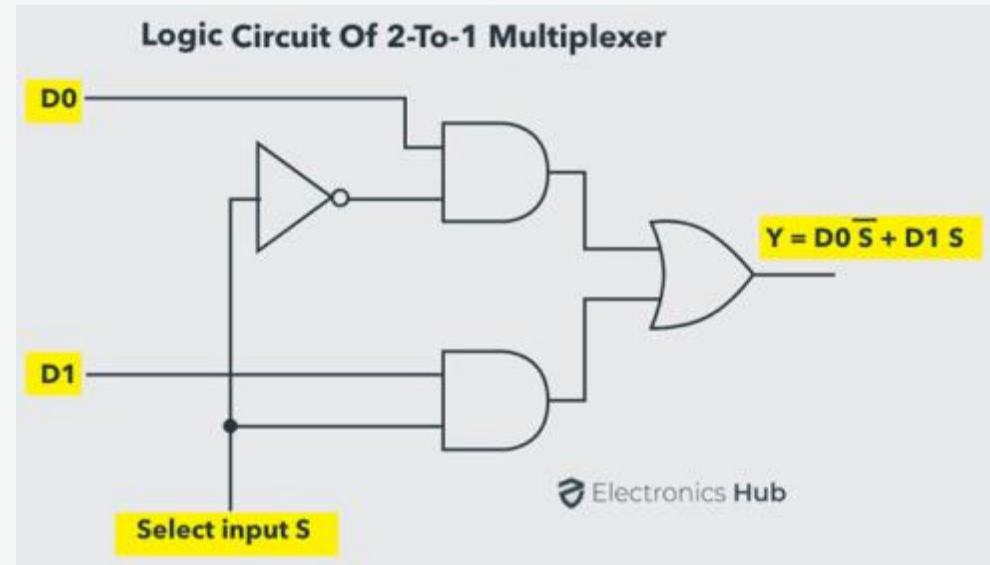 Logic Circuit Of 2-To-1 Multiplexer
D0
Y = D0 S̅ + D1 S
D1
Electronics Hub
Select input S